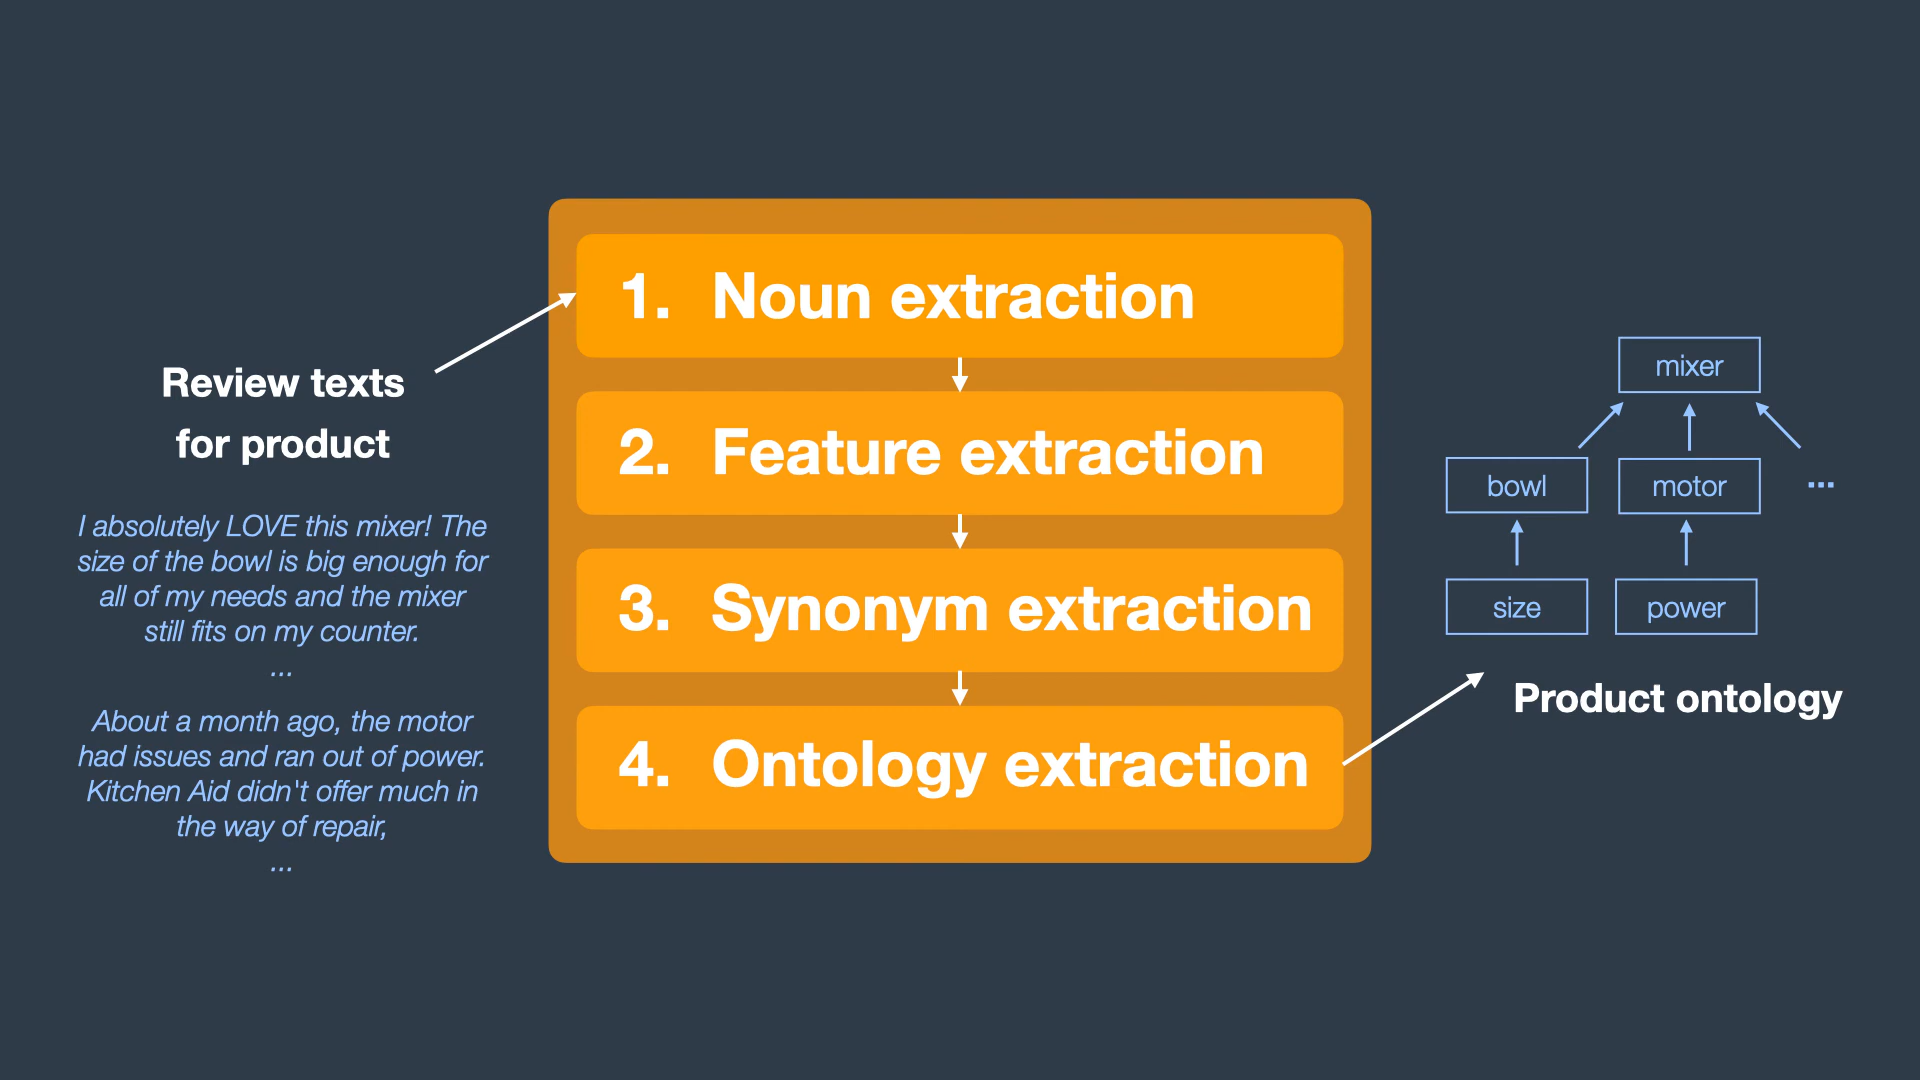 Review texts
for product
I absolutely LOVE this mixer! The
size of the bowl is big enough for
all of my needs and the mixer
still fits on my counter.
...
About a month ago, the motor
had issues and ran out of power.
Kitchen Aid didn't offer much in
the way of repair,
...
1. Noun extraction
2. Feature extraction
3. Synonym extraction
4. Ontology extraction
mixer
bowl motor ...
size power
Product ontology